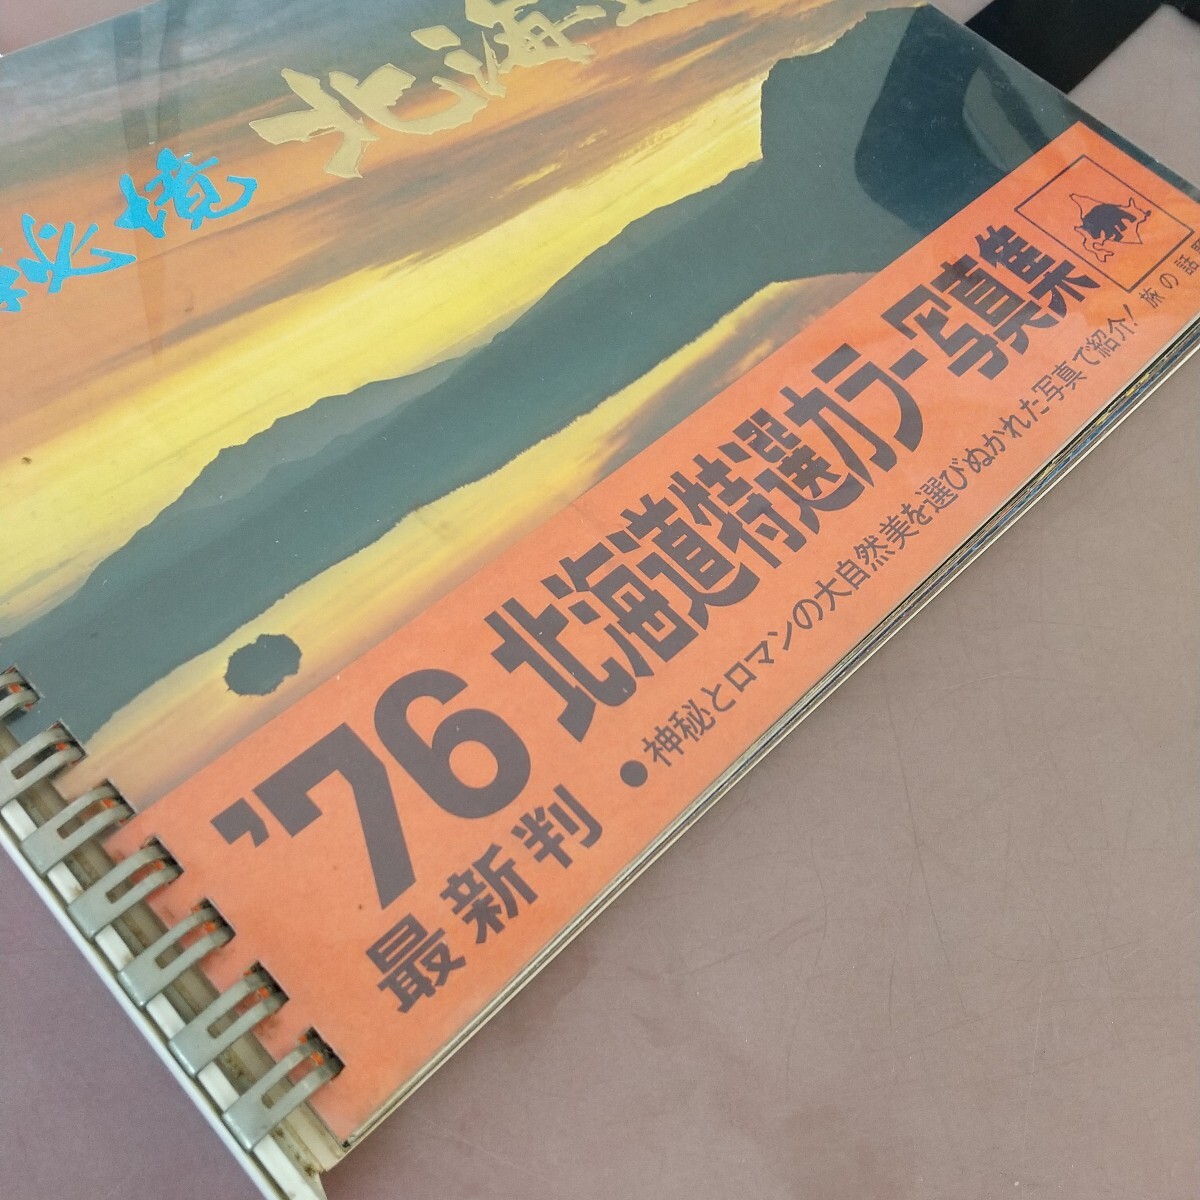 秘境 北海道
'76 北海道特選カラー写真集
最新判
●神秘とロマンの大自然美を選びぬかれた写真で紹介!
旅の話